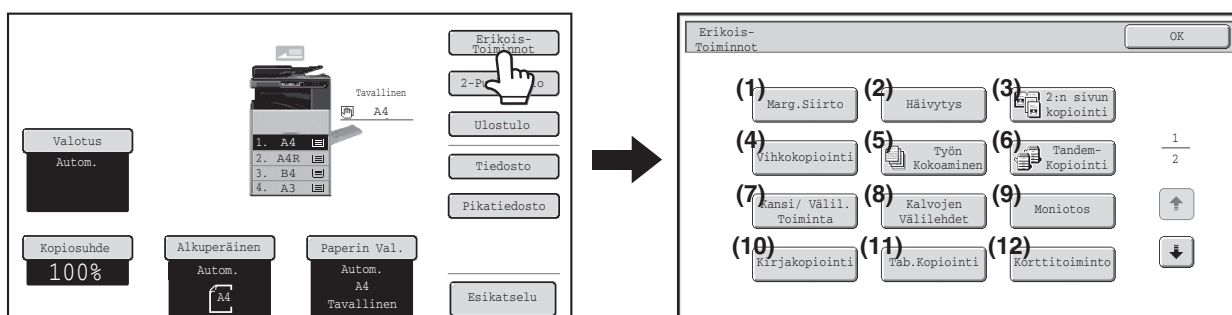 Erikois-
Toiminnot
Tavallinen
A4
Ulostulo
Tiedosto
Pikatiedosto
Esikatselu
Valotus
Autom.
1. A4
2. A4R
3. B4
4. A3
Kopiosuhde
100%
Alkuperäinen
Autom.
A4
Paperin Val.
Autom.
A4
Tavallinen
Erikois-
Toiminnot
OK
(1) Marg.Siirto
(2) Häivytys
(3) 2:n sivun
kopiointi
(4) Vihkokopiointi
(5) Työn
Kokoaminen
(6) Tandem-
Kopiointi
(7) Kansi/ Välil.
Toiminta
(8) Kalvojen
Välilehdet
(9) Moniotos
(10) Kirjakopiointi
(11) Tab.Kopiointi
(12) Korttitoiminto
1
2